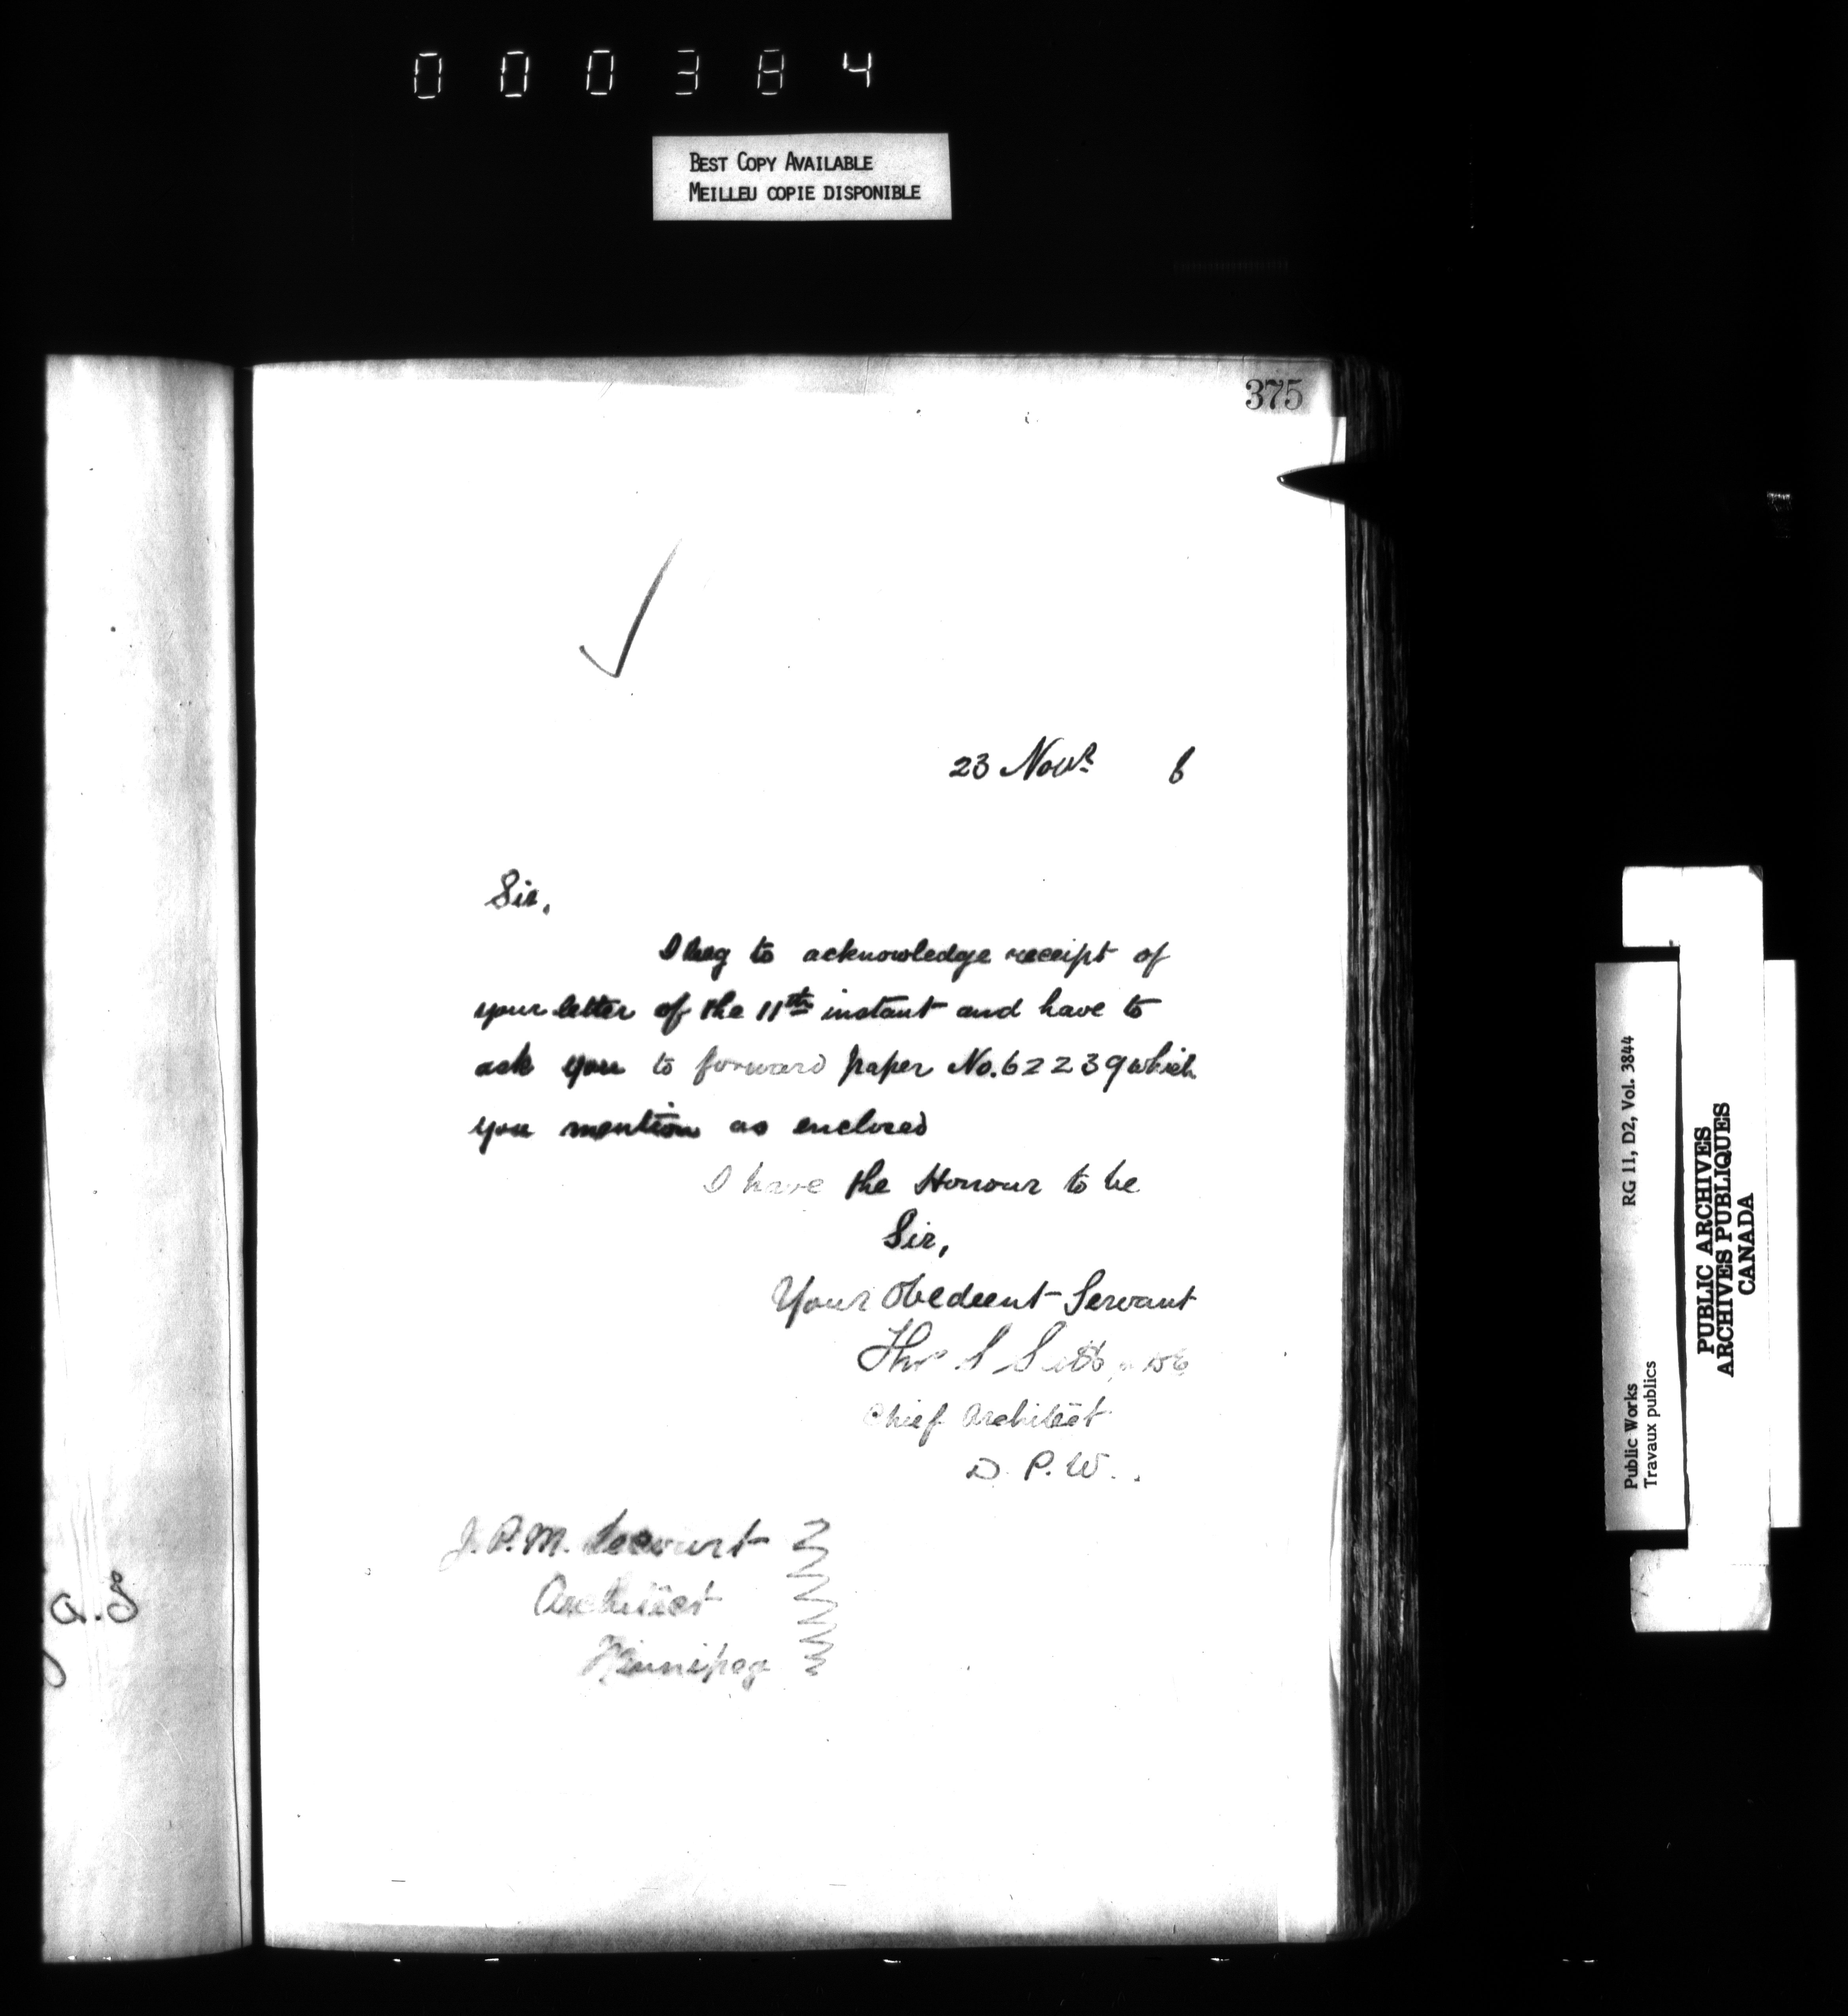 000384
BEST COPY AVAILABLE
MEILLEU COPIE DISPONIBLE
375
23 Novr. 6
Sir,
I beg to acknowledge receipt of
your letter of the 11th instant and have to
ask you to forward paper No. 62239 which
you mention as enclosed
I have the Honour to be
Sir,
Your Obedient Servant
Thos S
Chief Architect
D. P. W.
J. P. M. Lecourt
Architect
Winnipeg
a.S
Public Works RG 11, D2, Vol. 3844
Travaux publics
PUBLIC ARCHIVES
ARCHIVES PUBLIQUES
CANADA